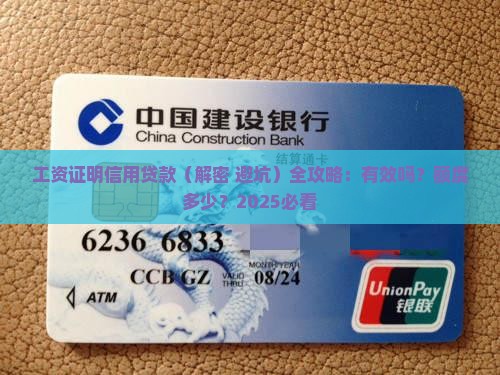 中国建设银行
China Construction Bank
结算通卡
工资证明信用贷款（解密 邀航）全攻略：有效吗？额度
多少？2025必看
6236 6833
MONTH/YEAR
CCB GZ VALID THRU 08/24
ATM
UnionPay
银联